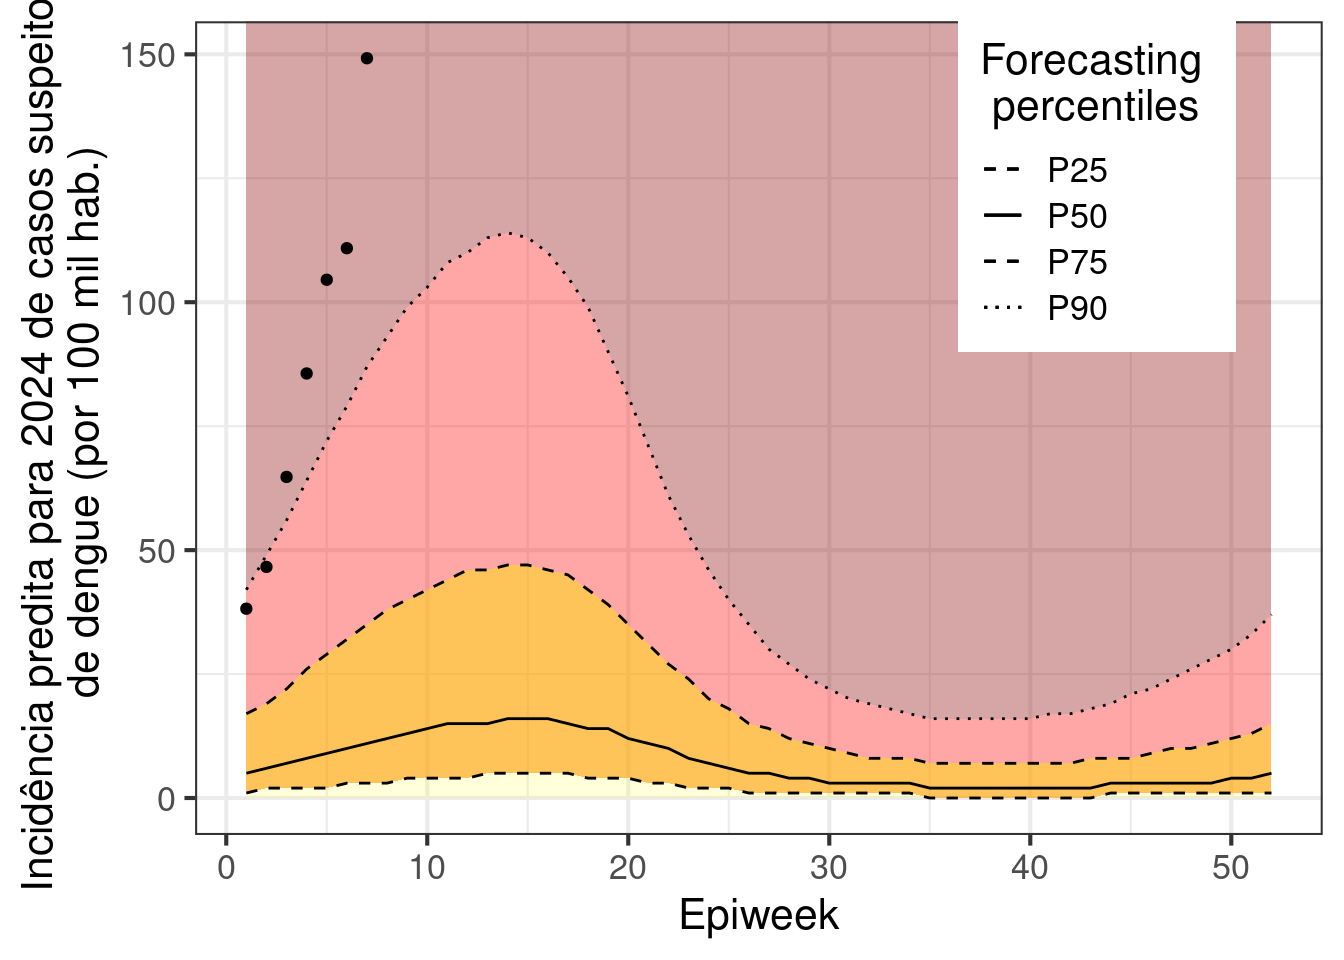 Incidência predita para 2024 de casos suspeito
de dengue (por 100 mil hab.)
150
100
50
0
0 10 20 30 40 50
Epiweek
Forecasting
percentiles
P25
P50
P75
P90